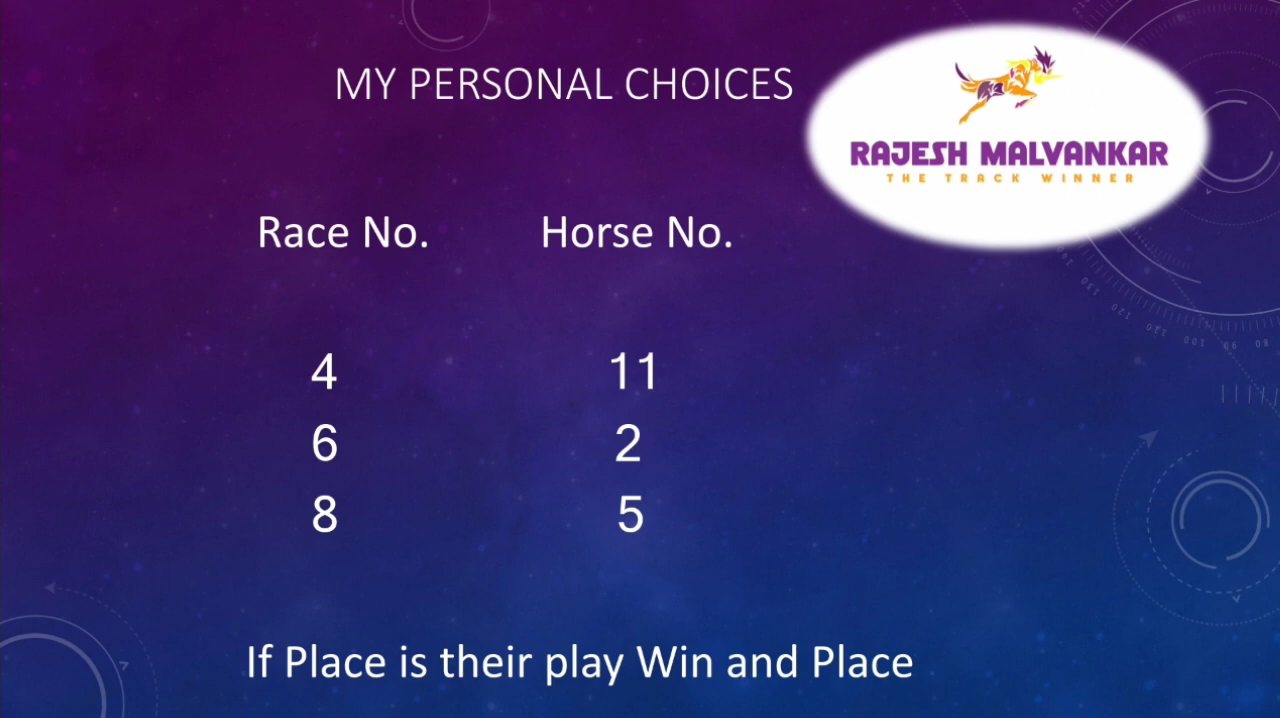 MY PERSONAL CHOICES
RAJESH MALVANKAR
THE TRACK WINNER
Race No. Horse No.
4 11
6 2
8 5
If Place is their play Win and Place